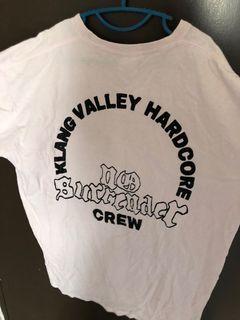 KLANG VALLEY HARDCORE
no
surrender
CREW